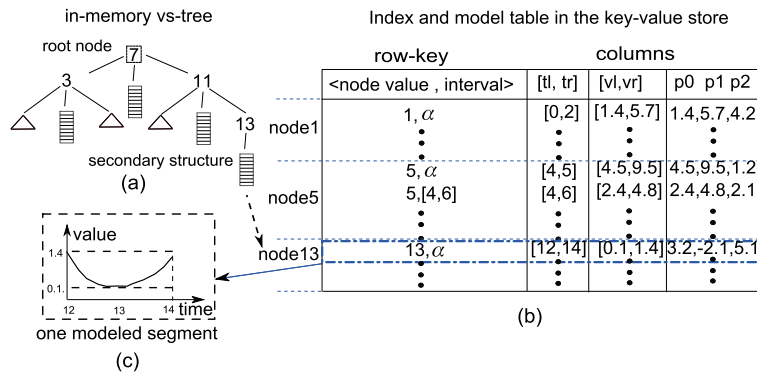 in-memory vs-tree
(a)
root node
7
3
11
13
secondary structure
Index and model table in the key-value store
row-key columns
<node value , interval> [tl, tr] [vl,vr] p0 p1 p2
node1 1,α [0,2] [1.4,5.7] 1.4,5.7,4.2
5,α [4,5] [4.5,9.5] 4.5,9.5,1.2
node5 5,[4,6] [4,6] [2.4,4.8] 2.4,4.8,2.1
node13 13,α [12,14] [0.1,1.4] 3.2,-2.1,5.1
(b)
value
1.4
0.1.
12 13 14 time
one modeled segment
(c)